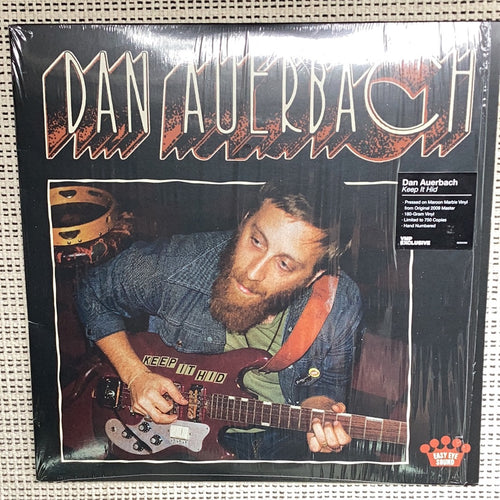 DAN AUERBACH
Dan Auerbach
Keep It Hid
· Pressed on Maroon Marble Vinyl
from Original 2009 Master
· 180-Gram Vinyl
· Limited to 750 Copies
· Hand Numbered
VMP
EXCLUSIVE
KEEP IT HID
EASY EYE
SOUND